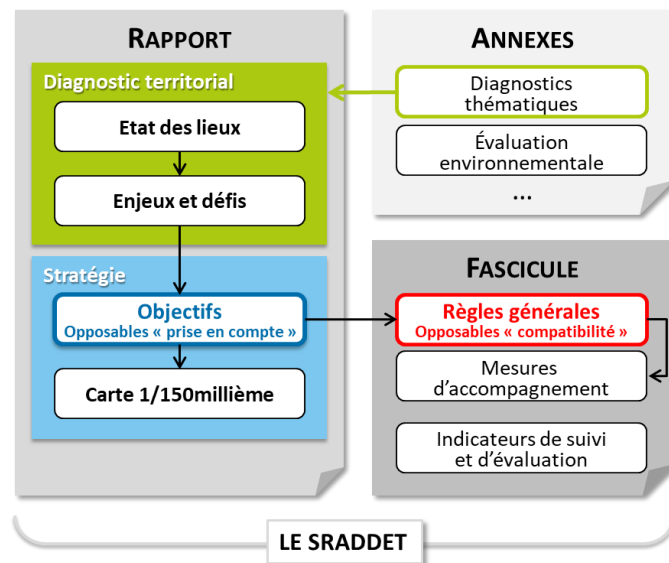 RAPPORT
Diagnostic territorial
Etat des lieux
Enjeux et défis
Stratégie
Objectifs
Opposables « prise en compte »
Carte 1/150millième
ANNEXES
Diagnostics
thématiques
Évaluation
environnementale
...
FASCICULE
Règles générales
Opposables « compatibilité »
Mesures
d’accompagnement
Indicateurs de suivi
et d’évaluation
LE SRADDET